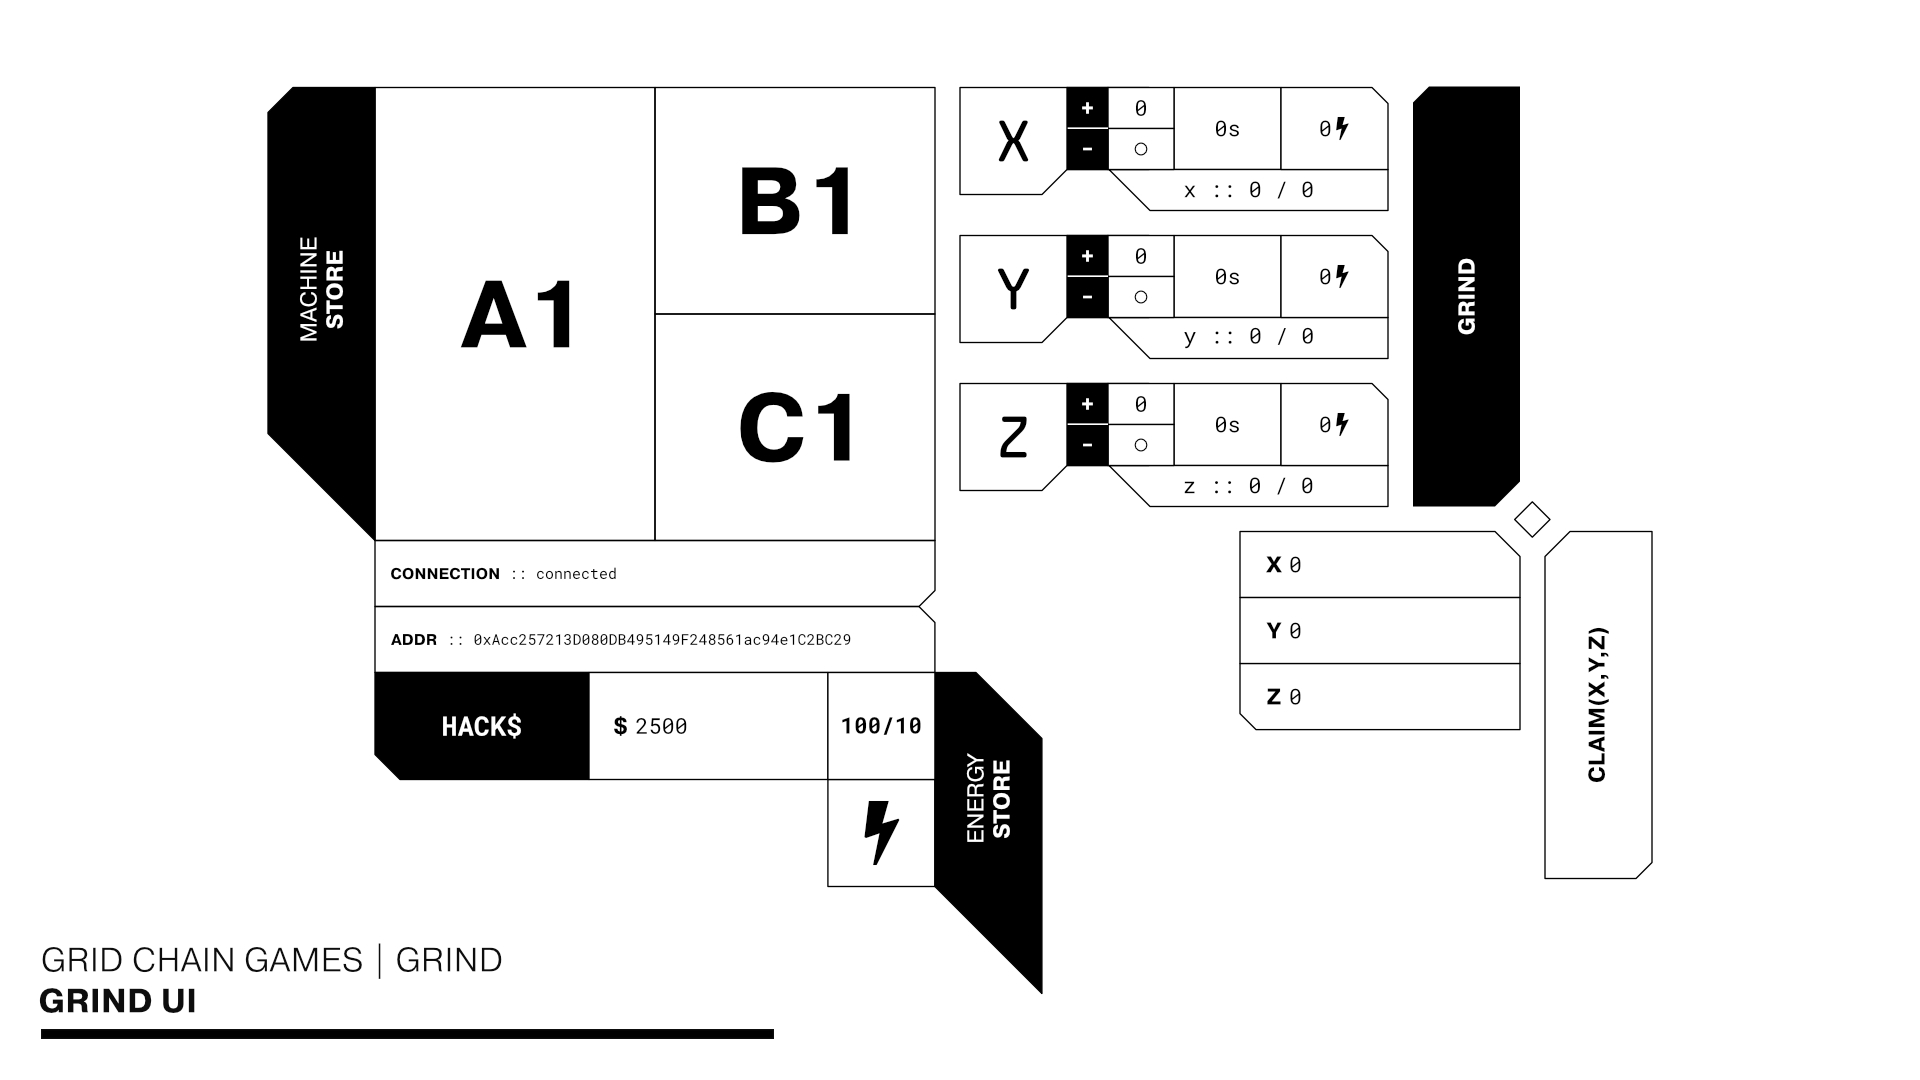 MACHINE
STORE
A1
B1
C1
CONNECTION :: connected
ADDR :: 0xAcc257213D080DB495149F248561ac94e1C2BC29
HACK$
$ 2500
100/10
ENERGY
STORE
X
+
0
-
0s
0
x :: 0 / 0
Y
+
0
-
0s
0
y :: 0 / 0
Z
+
0
-
0s
0
z :: 0 / 0
GRIND
X 0
Y 0
Z 0
CLAIM(X,Y,Z)
GRID CHAIN GAMES | GRIND
GRIND UI